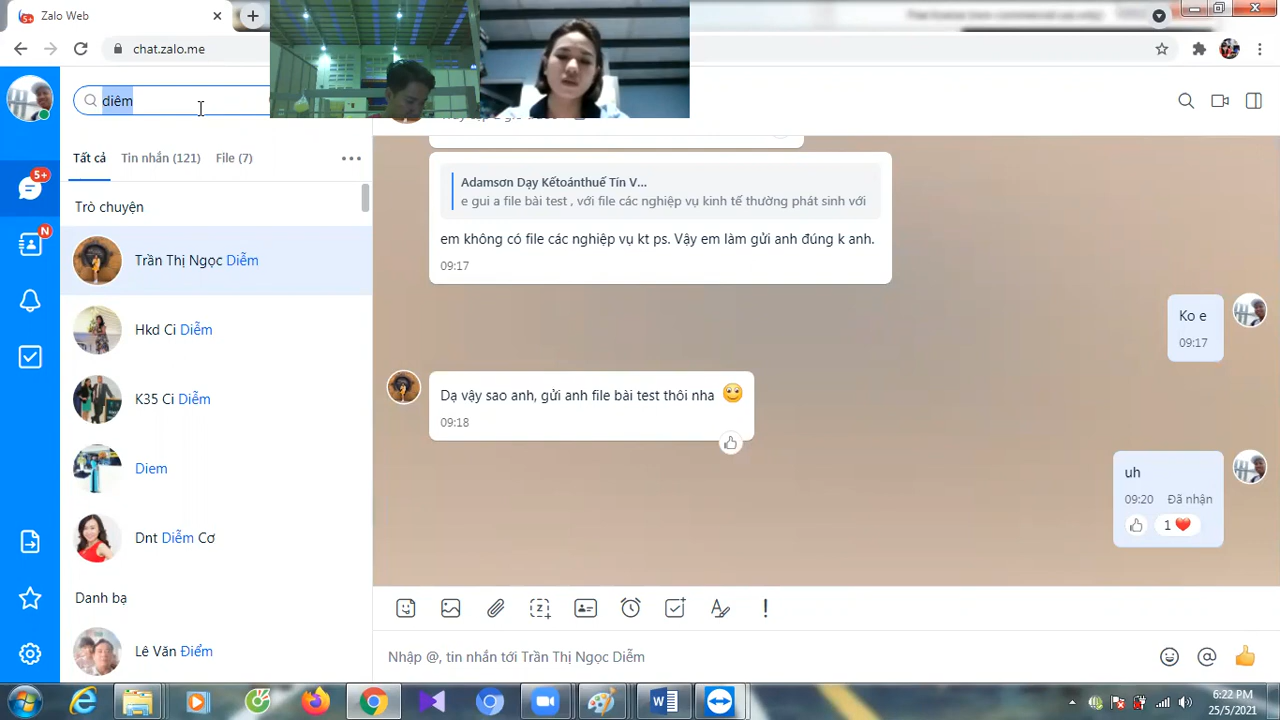 Zalo Web
chat.zalo.me
diêm
Tất cả
Tin nhắn (121)
File (7)
5+
N
Trò chuyện
Trần Thị Ngọc Diễm
Hkd Ci Diễm
K35 Ci Diễm
Diem
Dnt Diễm Cơ
Danh bạ
Lê Văn Điểm
Adamsơn Dạy Kếtoánthuế Tín V...
e gui a file bài test , với file các nghiệp vụ kinh tế thường phát sinh với
em không có file các nghiệp vụ kt ps. Vậy em làm gửi anh đúng k anh.
09:17
Ko e
09:17
Dạ vậy sao anh, gửi anh file bài test thôi nha
09:18
uh
09:20 Đã nhận
1
Nhập @, tin nhắn tới Trần Thị Ngọc Diễm
6:22 PM
25/5/2021